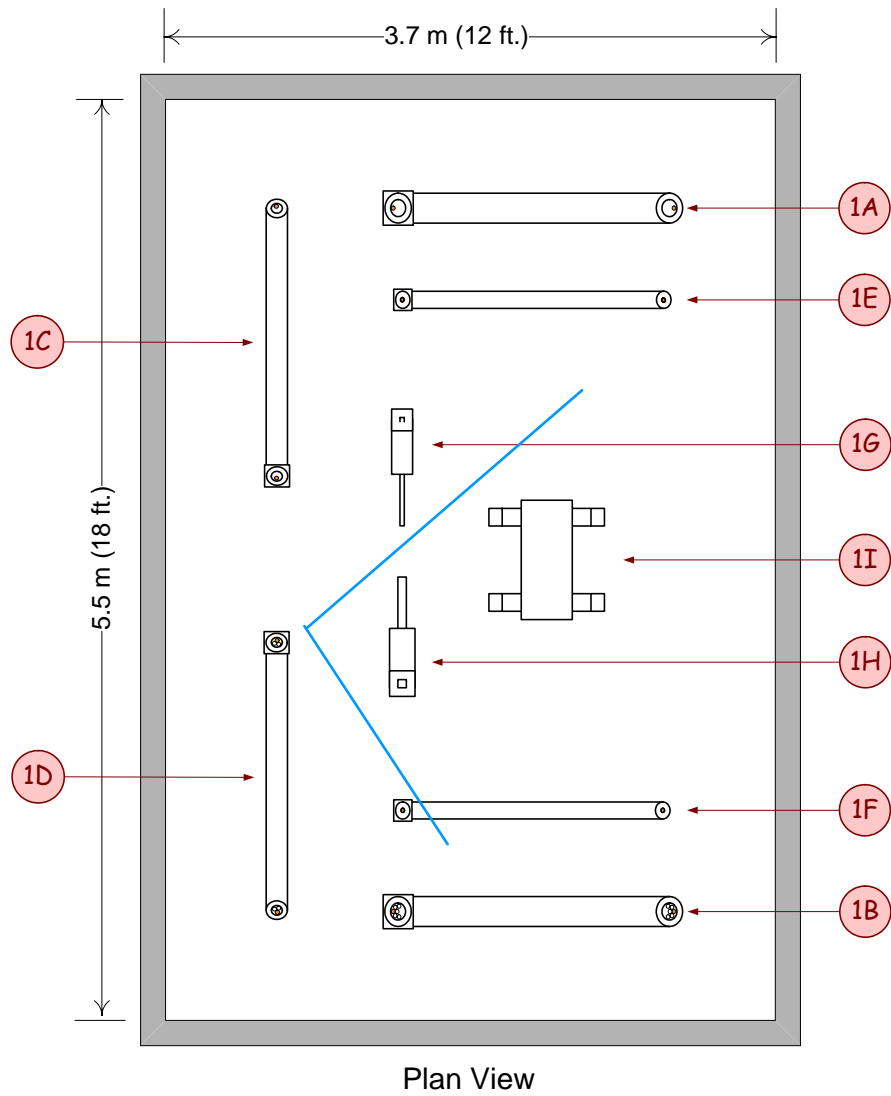 3.7 m (12 ft.)
1A
1E
1C
1G
5.5 m (18 ft.)
1I
1H
1D
1F
1B
Plan View